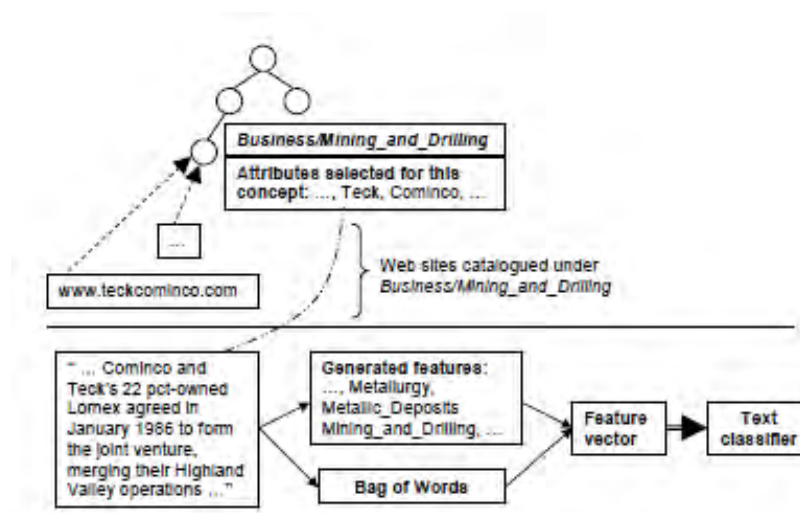 Business/Mining_and_Drilling
Attributes selected for this
concept: ..., Teck, Cominco, ...
....
www.teckcominco.com
Web sites catalogued under
Business/Mining_and_Drilling
" ... Cominco and
Teck's 22 pct-owned
Lornex agreed in
January 1986 to form
the joint venture,
merging their Highland
Valley operations ..."
Generated features:
..., Metallurgy,
Metallic_Deposits
Mining_and_Drilling, ...
Bag of Words
Feature
vector
Text
classifier